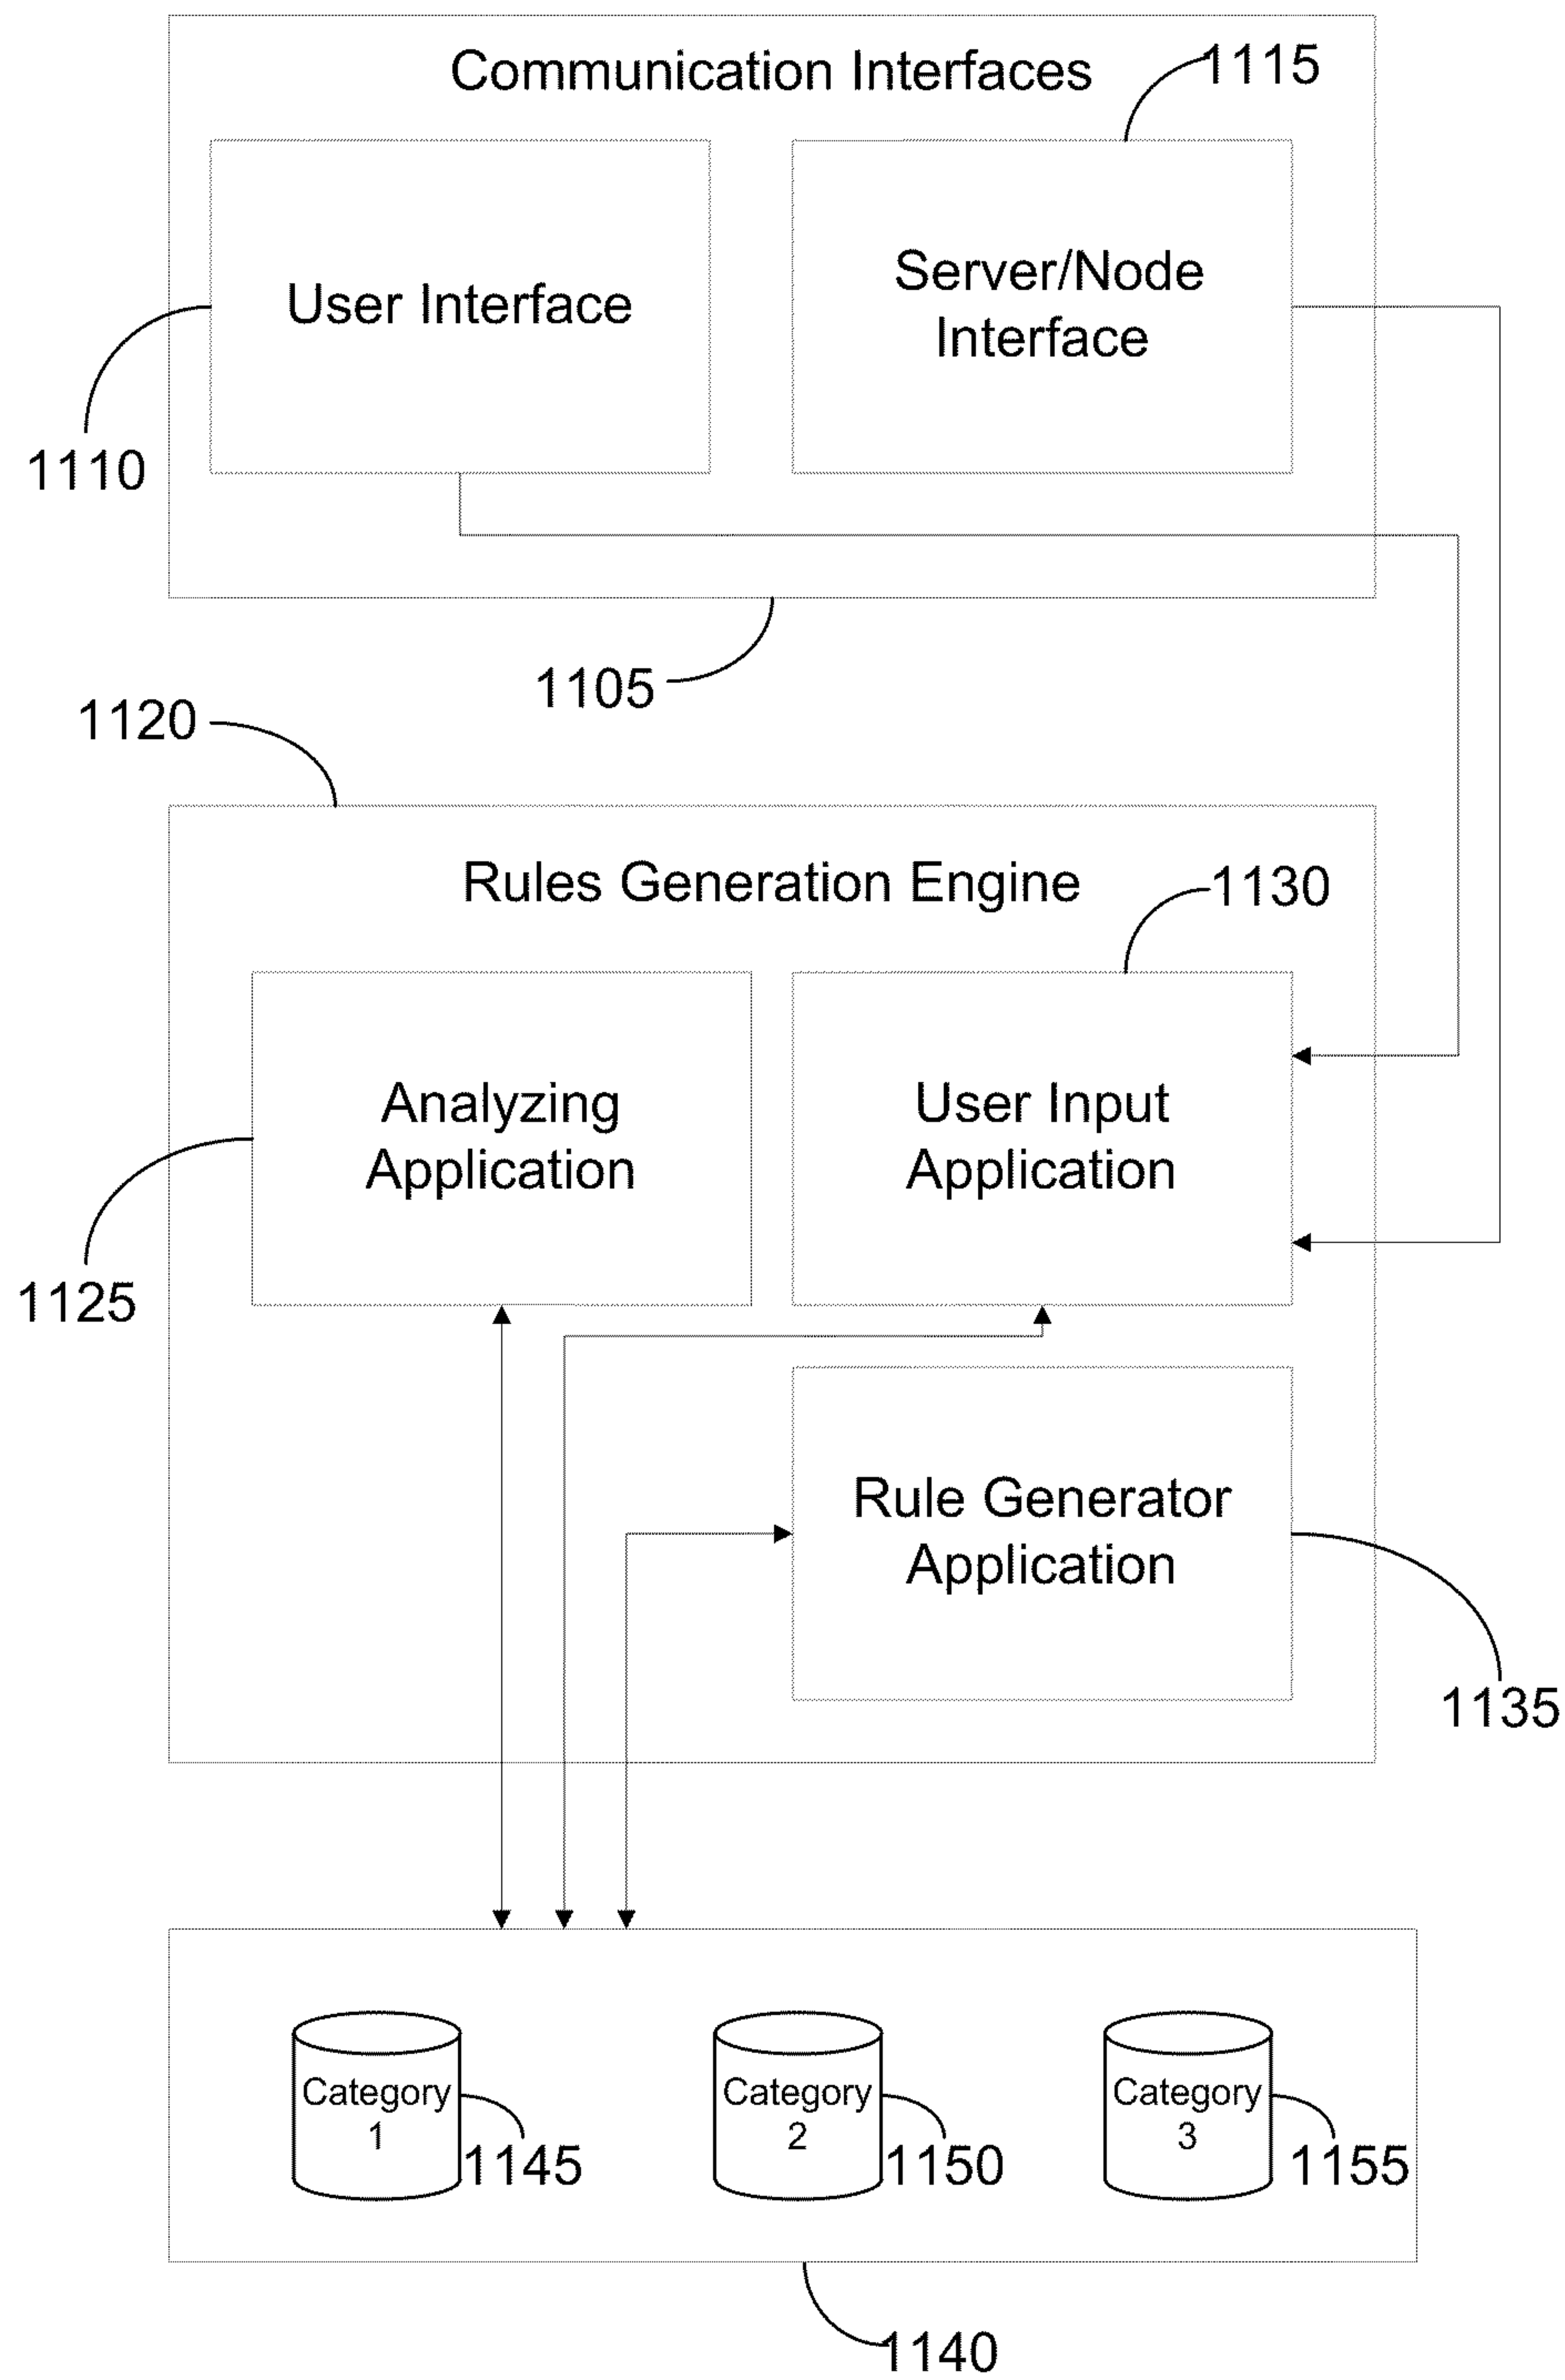 Communication Interfaces
1115
User Interface
Server/Node
Interface
1110
1105
1120
Rules Generation Engine
1130
Analyzing
Application
User Input
Application
1125
Rule Generator
Application
1135
Category
1
1145
Category
2
1150
Category
3
1155
1140